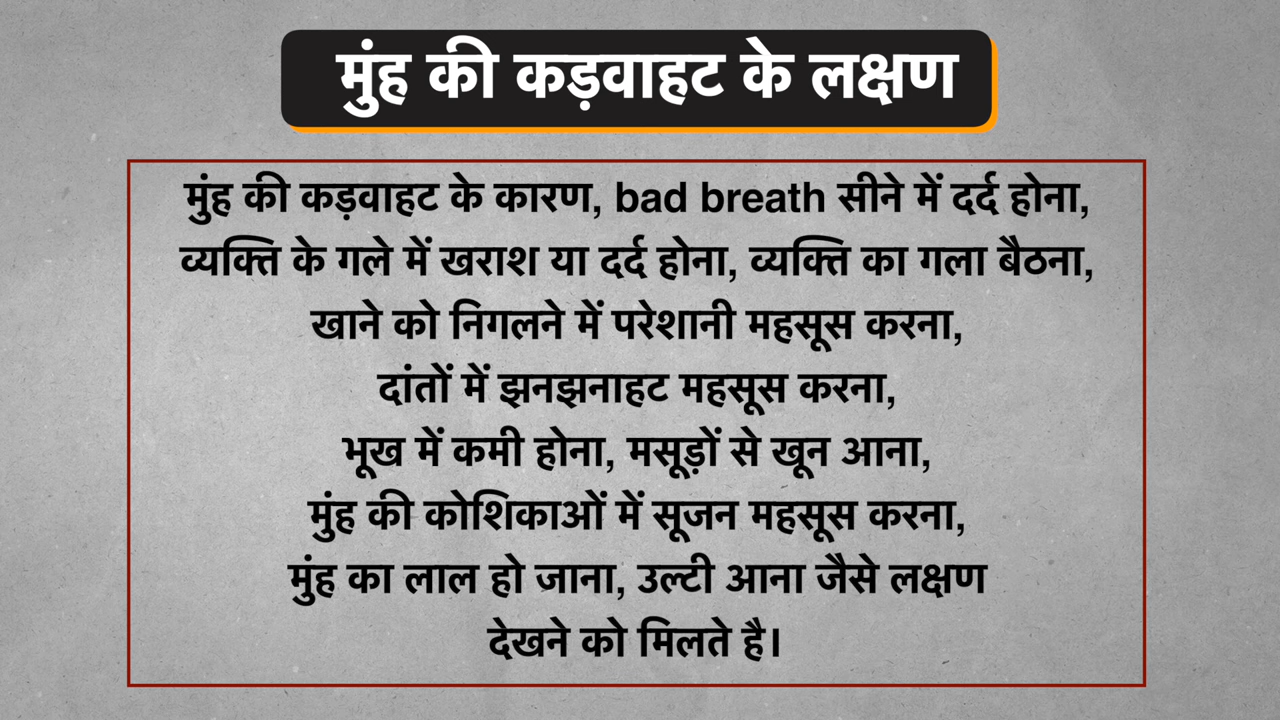 मुंह की कड़वाहट के लक्षण
मुंह की कड़वाहट के कारण, bad breath सीने में दर्द होना,
व्यक्ति के गले में खराश या दर्द होना, व्यक्ति का गला बैठना,
खाने को निगलने में परेशानी महसूस करना,
दांतों में झनझनाहट महसूस करना,
भूख में कमी होना, मसूड़ों से खून आना,
मुंह की कोशिकाओं में सूजन महसूस करना,
मुंह का लाल हो जाना, उल्टी आना जैसे लक्षण
देखने को मिलते है।